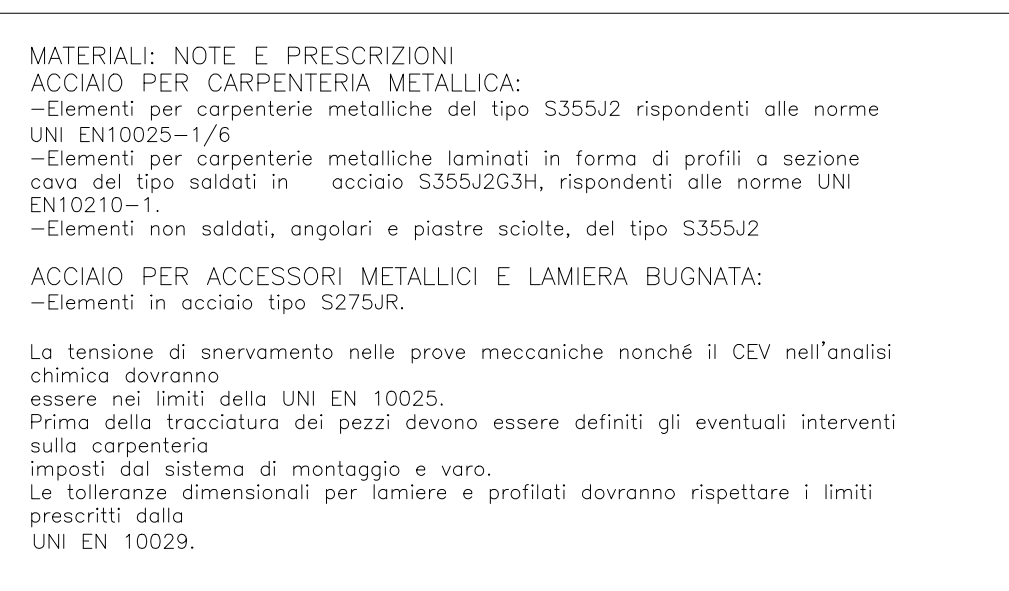 MATERIALI: NOTE E PRESCRIZIONI
ACCIAIO PER CARPENTERIA METALLICA:
–Elementi per carpenterie metalliche del tipo S355J2 rispondenti alle norme
UNI EN10025–1/6
–Elementi per carpenterie metalliche laminati in forma di profili a sezione
cava del tipo saldati in acciaio S355J2G3H, rispondenti alle norme UNI
EN10210–1.
–Elementi non saldati, angolari e piastre sciolte, del tipo S355J2
ACCIAIO PER ACCESSORI METALLICI E LAMIERA BUGNATA:
–Elementi in acciaio tipo S275JR.
La tensione di snervamento nelle prove meccaniche nonché il CEV nell'analisi
chimica dovranno
essere nei limiti della UNI EN 10025.
Prima della tracciatura dei pezzi devono essere definiti gli eventuali interventi
sulla carpenteria
imposti dal sistema di montaggio e varo.
Le tolleranze dimensionali per lamiere e profilati dovranno rispettare i limiti
prescritti dalla
UNI EN 10029.